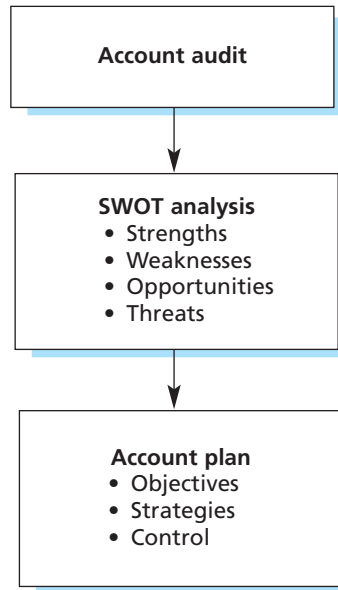 Account audit
SWOT analysis
• Strengths
• Weaknesses
• Opportunities
• Threats
Account plan
• Objectives
• Strategies
• Control